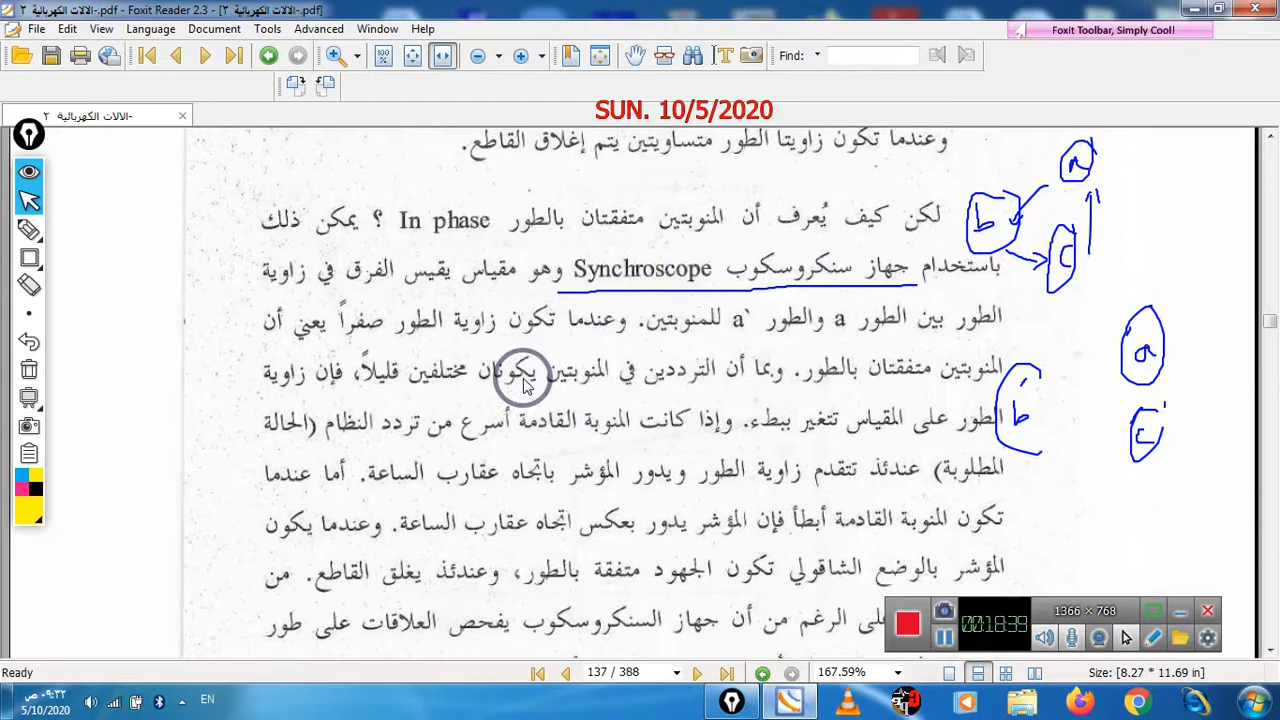 الالات الكهربائية ٢.pdf - Foxit Reader 2.3 - [الالات الكهربائية ٢.pdf]
File Edit View Language Document Tools Advanced Window Help
Foxit Toolbar, Simply Cool!
Find:
-الالات الكهربائية ٢
SUN. 10/5/2020
وعندما تكون زاويتا الطور متساويتين يتم إغلاق القاطع.
لكن كيف يُعرف أن المنوبتين متفقتان بالطور In phase ؟ يمكن ذلك
باستخدام جهاز سنكروسكوب Synchroscope وهو مقياس يقيس الفرق في زاوية
الطور بين الطور a والطور a` للمنوبتين. وعندما تكون زاوية الطور صفراً يعني أن
المنوبتين متفقتان بالطور. وبما أن الترددين في المنوبتين يكونان مختلفين قليلاً، فإن زاوية
الطور على المقياس تتغير ببطء. وإذا كانت المنوبة القادمة أسرع من تردد النظام (الحالة
المطلوبة) عندئذ تتقدم زاوية الطور ويدور المؤشر باتجاه عقارب الساعة. أما عندما
تكون المنوبة القادمة أبطأ فإن المؤشر يدور بعكس اتجاه عقارب الساعة. وعندما يكون
المؤشر بالوضع الشاقولي تكون الجهود متفقة بالطور، وعندئذ يغلق القاطع. من
على الرغم من أن جهاز السنكروسكوب يفحص العلاقات على طور
a
b
c
a'
b'
c'
1366 × 768
00:18:39
Ready
137 / 388
167.59%
Size: [8.27 * 11.69 in]
٠٩:٣٢ ص
5/10/2020
EN